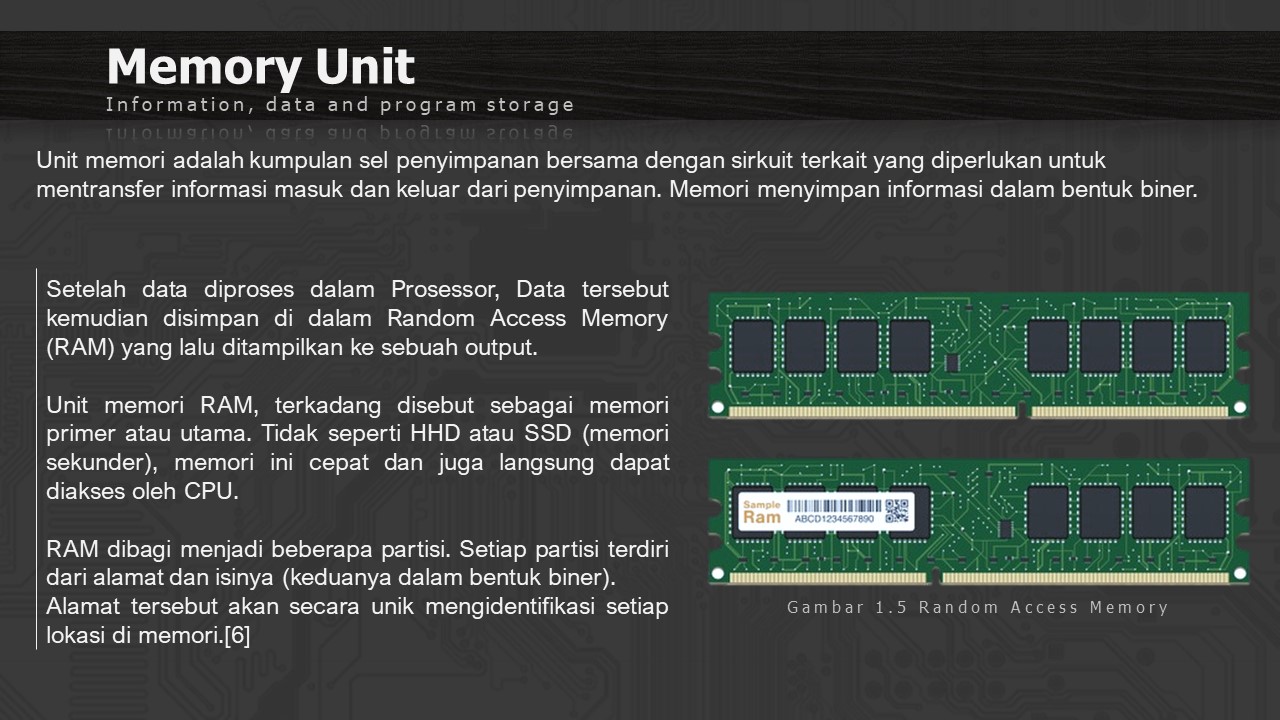 Memory Unit
Information, data and program storage
Unit memori adalah kumpulan sel penyimpanan bersama dengan sirkuit terkait yang diperlukan untuk
mentransfer informasi masuk dan keluar dari penyimpanan. Memori menyimpan informasi dalam bentuk biner.
Setelah data diproses dalam Prosessor, Data tersebut
kemudian disimpan di dalam Random Access Memory
(RAM) yang lalu ditampilkan ke sebuah output.
Unit memori RAM, terkadang disebut sebagai memori
primer atau utama. Tidak seperti HHD atau SSD (memori
sekunder), memori ini cepat dan juga langsung dapat
diakses oleh CPU.
RAM dibagi menjadi beberapa partisi. Setiap partisi terdiri
dari alamat dan isinya (keduanya dalam bentuk biner).
Alamat tersebut akan secara unik mengidentifikasi setiap
lokasi di memori.[6]
Sample
Ram
ABCD1234567890
Gambar 1.5 Random Access Memory